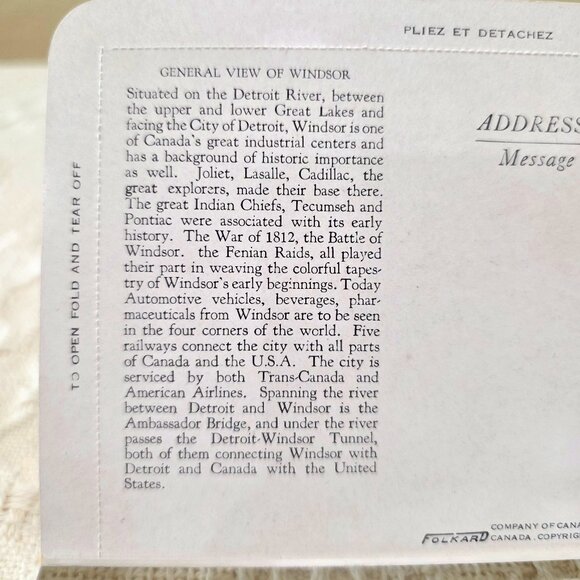 PLIEZ ET DETACHEZ
TO OPEN FOLD AND TEAR OFF
GENERAL VIEW OF WINDSOR
Situated on the Detroit River, between
the upper and lower Great Lakes and
facing the City of Detroit, Windsor is one
of Canada's great industrial centers and
has a background of historic importance
as well. Joliet, Lasalle, Cadillac, the
great explorers, made their base there.
The great Indian Chiefs, Tecumseh and
Pontiac were associated with its early
history. The War of 1812, the Battle of
Windsor. the Fenian Raids, all played
their part in weaving the colorful tapes-
try of Windsor's early beginnings. Today
Automotive vehicles, beverages, phar-
maceuticals from Windsor are to be seen
in the four corners of the world. Five
railways connect the city with all parts
of Canada and the U.S.A. The city is
serviced by both Trans-Canada and
American Airlines. Spanning the river
between Detroit and Windsor is the
Ambassador Bridge, and under the river
passes the Detroit-Windsor Tunnel,
both of them connecting Windsor with
Detroit and Canada with the United
States.
ADDRESS
Message
FOLKARD COMPANY OF CANA
CANADA. COPYRIG